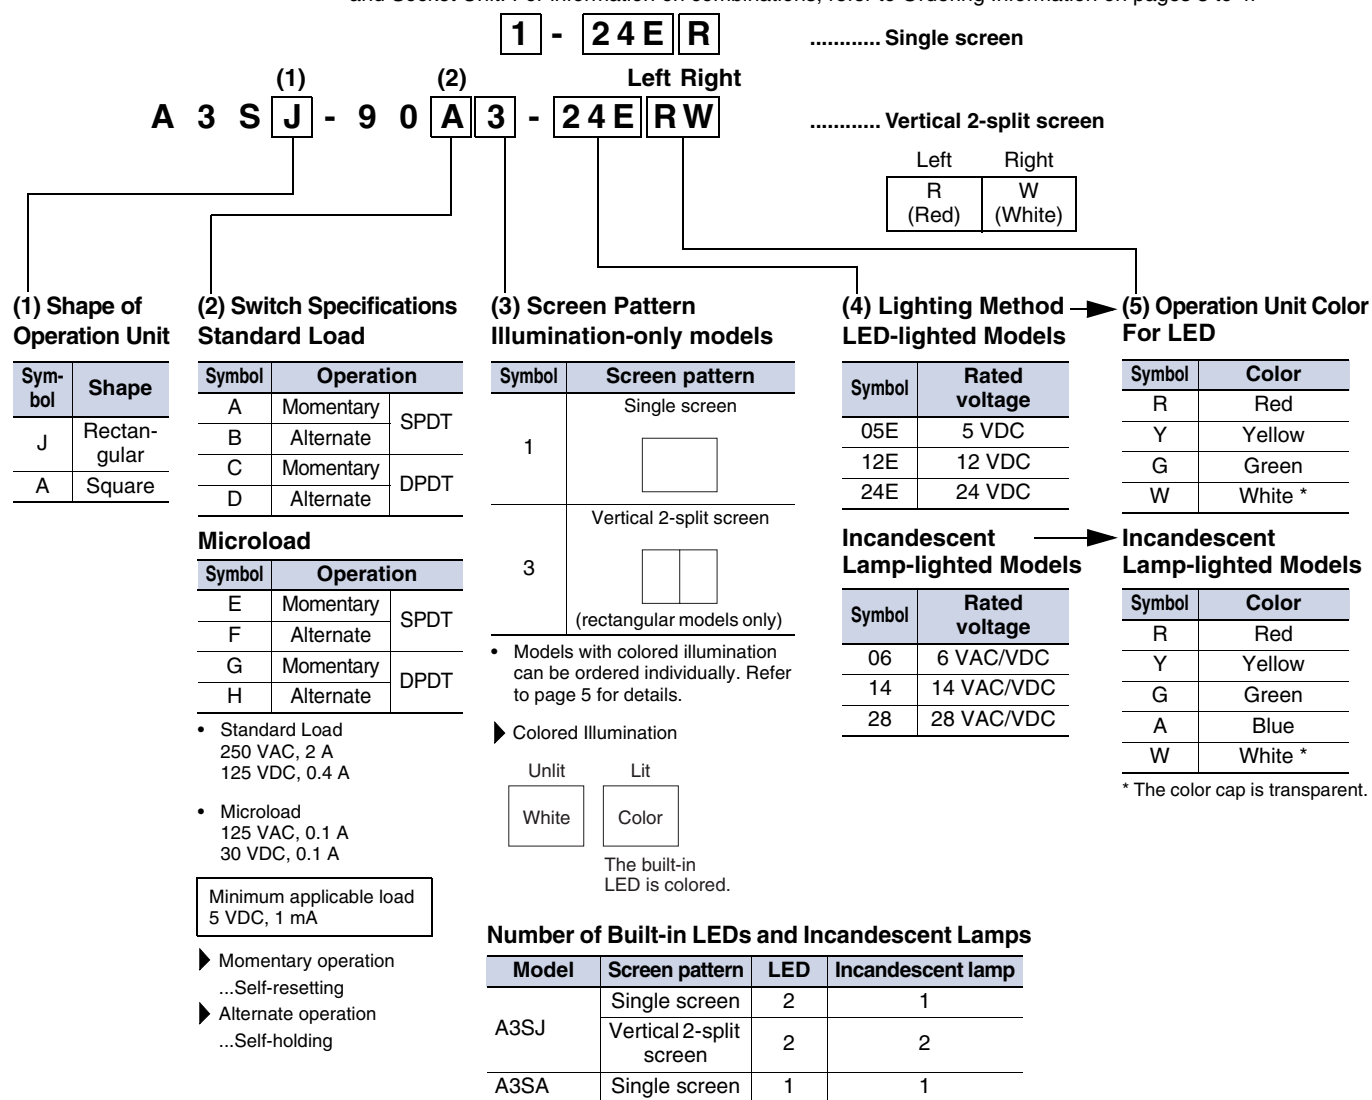 1 - 24E R ............ Single screen
(1) (2) Left Right
A 3 S J - 9 0 A 3 - 24E RW ............ Vertical 2-split screen
Left Right
R W
(Red) (White)
(1) Shape of
Operation Unit
Sym-
bol Shape
J Rectan-
gular
A Square
(2) Switch Specifications
Standard Load
Symbol Operation
A Momentary SPDT
B Alternate
C Momentary DPDT
D Alternate
Microload
Symbol Operation
E Momentary SPDT
F Alternate
G Momentary DPDT
H Alternate
• Standard Load
250 VAC, 2 A
125 VDC, 0.4 A
• Microload
125 VAC, 0.1 A
30 VDC, 0.1 A
Minimum applicable load
5 VDC, 1 mA
Momentary operation
...Self-resetting
Alternate operation
...Self-holding
(3) Screen Pattern
Illumination-only models
Symbol Screen pattern
1 Single screen
3 Vertical 2-split screen
(rectangular models only)
• Models with colored illumination
can be ordered individually. Refer
to page 5 for details.
Colored Illumination
Unlit Lit
White Color
The built-in
LED is colored.
(4) Lighting Method
LED-lighted Models
Symbol Rated
voltage
05E 5 VDC
12E 12 VDC
24E 24 VDC
Incandescent
Lamp-lighted Models
Symbol Rated
voltage
06 6 VAC/VDC
14 14 VAC/VDC
28 28 VAC/VDC
(5) Operation Unit Color
For LED
Symbol Color
R Red
Y Yellow
G Green
W White *
Incandescent
Lamp-lighted Models
Symbol Color
R Red
Y Yellow
G Green
A Blue
W White *
* The color cap is transparent.
Number of Built-in LEDs and Incandescent Lamps
Model Screen pattern LED Incandescent lamp
A3SJ Single screen 2 1
Vertical 2-split
screen 2 2
A3SA Single screen 1 1